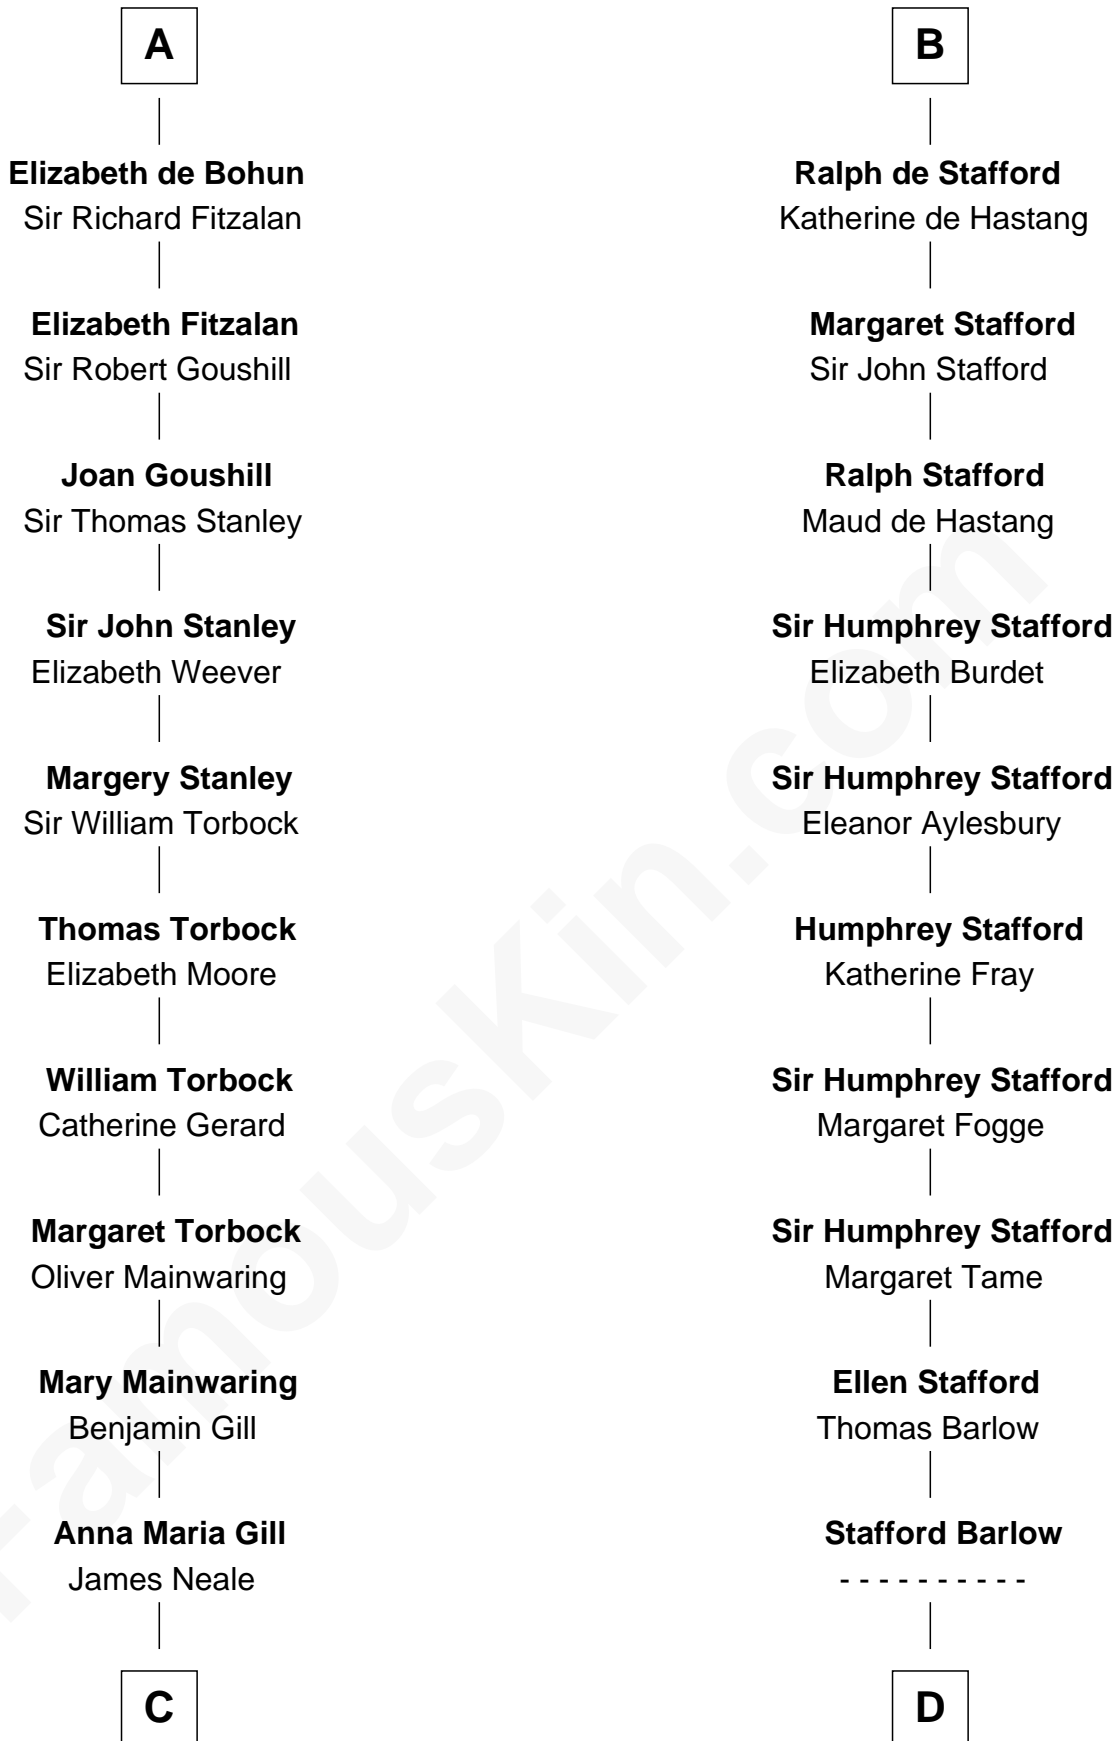 A
Elizabeth de Bohun
Sir Richard Fitzalan
Elizabeth Fitzalan
Sir Robert Goushill
Joan Goushill
Sir Thomas Stanley
Sir John Stanley
Elizabeth Weever
Margery Stanley
Sir William Torbock
Thomas Torbock
Elizabeth Moore
William Torbock
Catherine Gerard
Margaret Torbock
Oliver Mainwaring
Mary Mainwaring
Benjamin Gill
Anna Maria Gill
James Neale
C
B
Ralph de Stafford
Katherine de Hastang
Margaret Stafford
Sir John Stafford
Ralph Stafford
Maud de Hastang
Sir Humphrey Stafford
Elizabeth Burdet
Sir Humphrey Stafford
Eleanor Aylesbury
Humphrey Stafford
Katherine Fray
Sir Humphrey Stafford
Margaret Fogge
Sir Humphrey Stafford
Margaret Tame
Ellen Stafford
Thomas Barlow
Stafford Barlow
- - - - - - - - - -
D
FamousKin.com